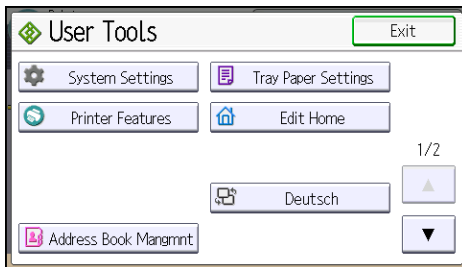 User Tools
Exit
System Settings
Tray Paper Settings
Printer Features
Edit Home
1/2
Deutsch
Address Book Mangmnt